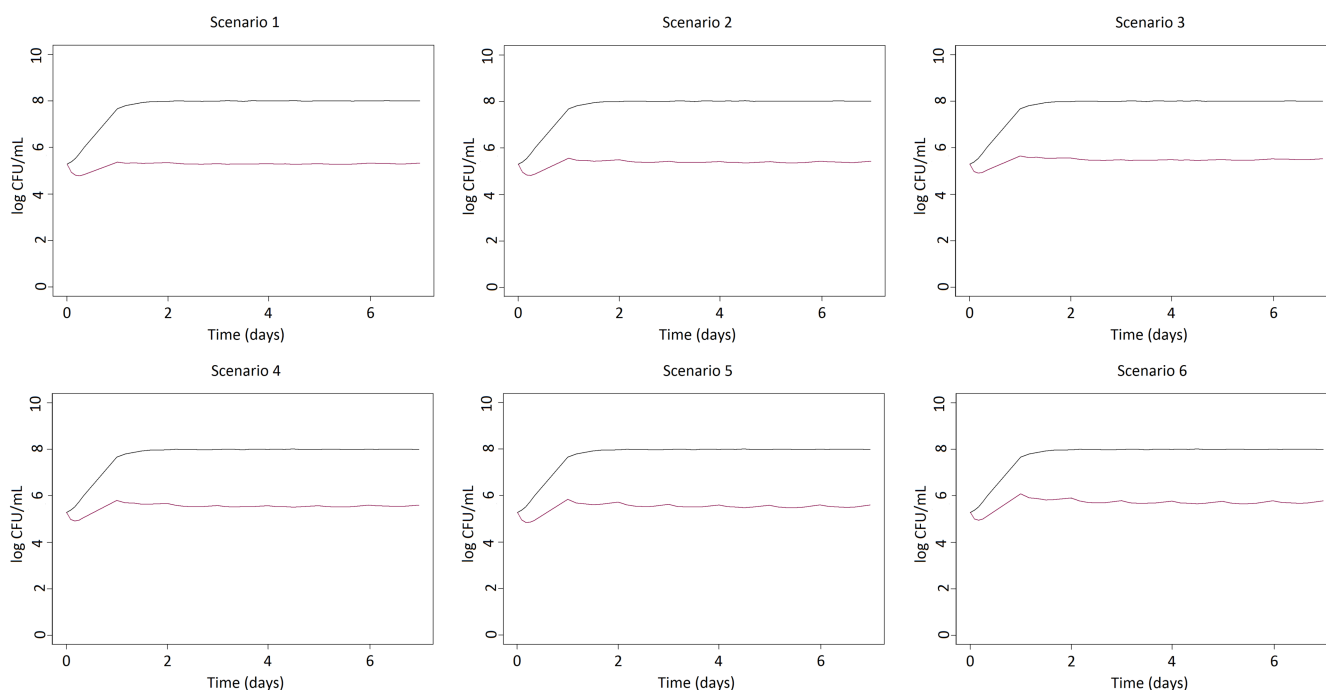 Scenario 1
log CFU/mL
10
8
6
4
2
0
0 2 4 6
Time (days)
Scenario 2
log CFU/mL
10
8
6
4
2
0
0 2 4 6
Time (days)
Scenario 3
log CFU/mL
10
8
6
4
2
0
0 2 4 6
Time (days)
Scenario 4
log CFU/mL
10
8
6
4
2
0
0 2 4 6
Time (days)
Scenario 5
log CFU/mL
10
8
6
4
2
0
0 2 4 6
Time (days)
Scenario 6
log CFU/mL
10
8
6
4
2
0
0 2 4 6
Time (days)